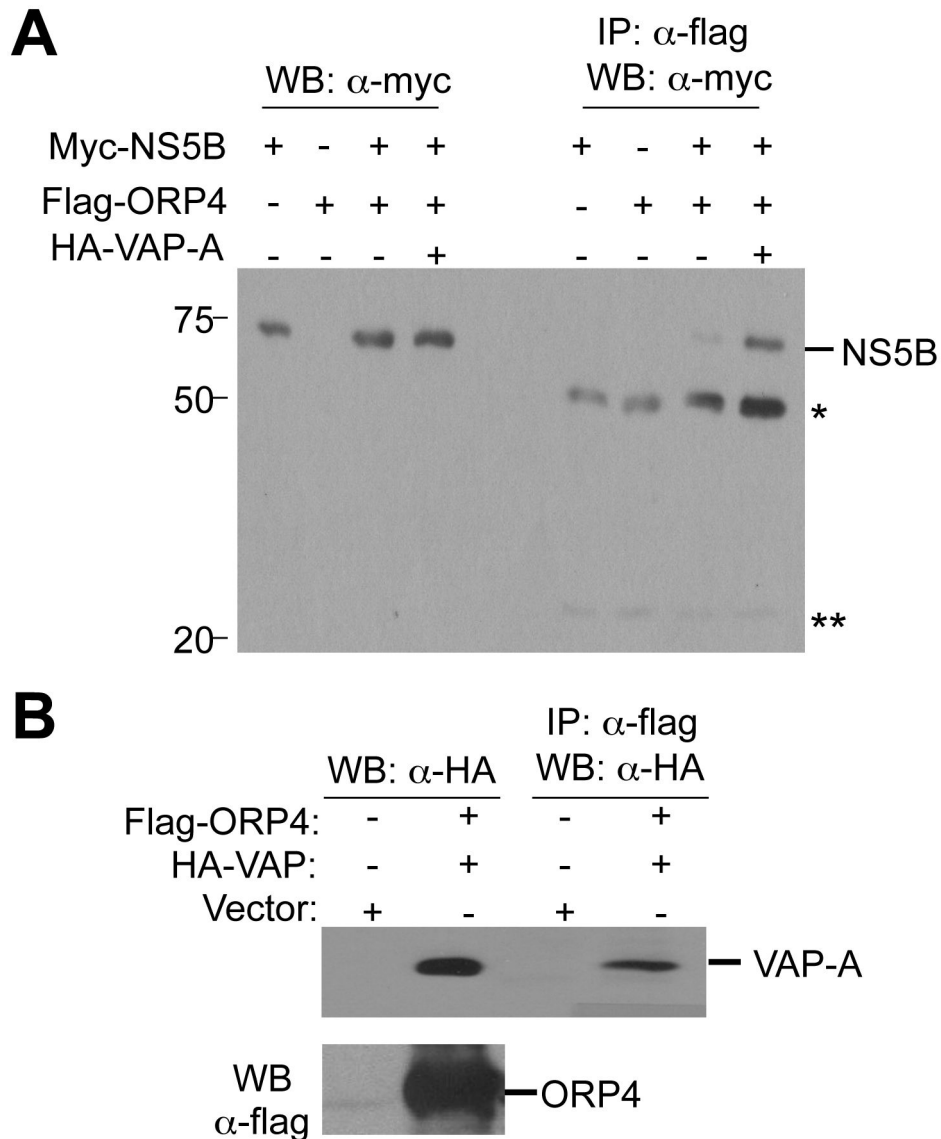 A
WB: α-myc
IP: α-flag
WB: α-myc
Myc-NS5B + - + + + - + +
Flag-ORP4 - + + + - + + +
HA-VAP-A - - - + - - - +
75
NS5B
50
*
**
20
B
WB: α-HA
IP: α-flag
WB: α-HA
Flag-ORP4: - + - +
HA-VAP: - + - +
Vector: + - + -
VAP-A
WB
α-flag
ORP4